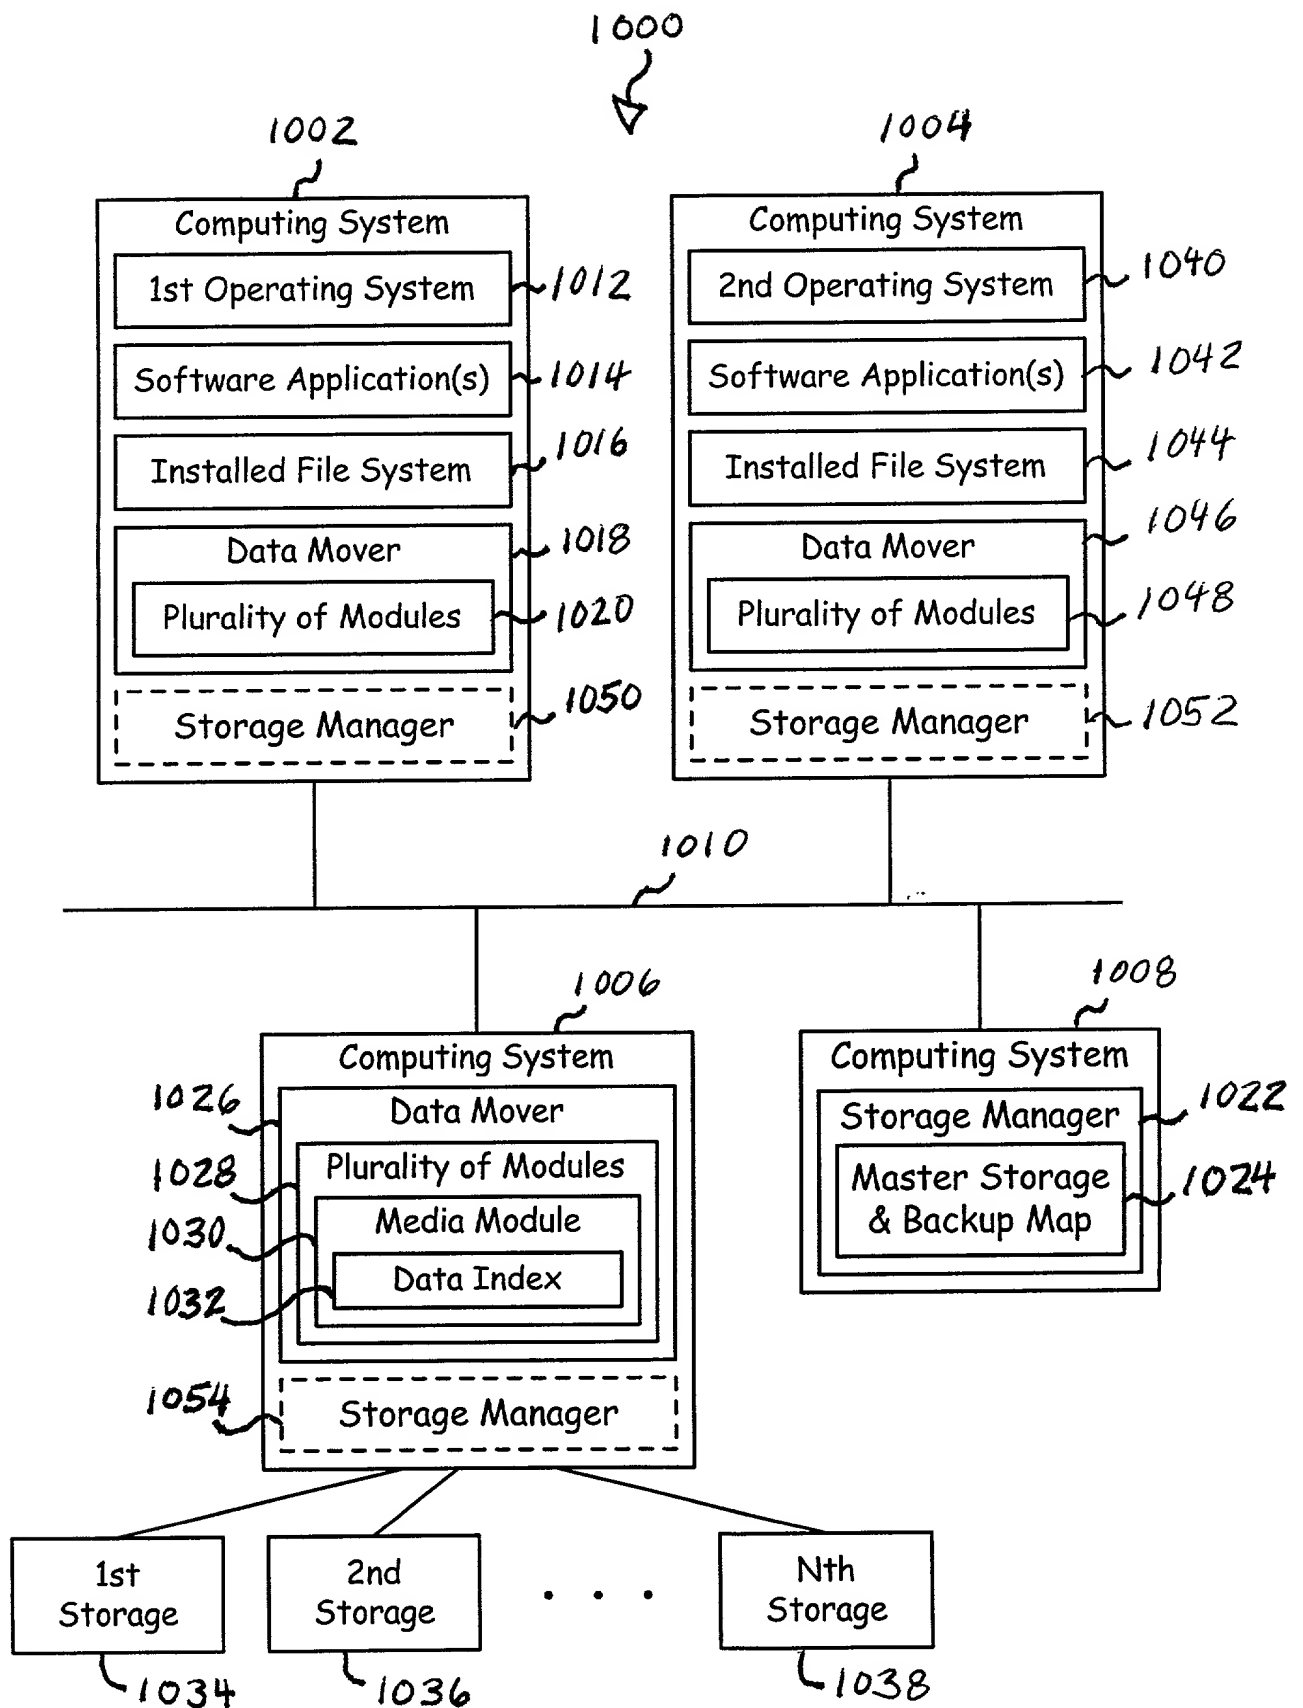 1000
1002
1004
Computing System
1st Operating System
1012
Software Application(s)
1014
Installed File System
1016
Data Mover
1018
Plurality of Modules
1020
Storage Manager
1050
Computing System
2nd Operating System
1040
Software Application(s)
1042
Installed File System
1044
Data Mover
1046
Plurality of Modules
1048
Storage Manager
1052
1010
1006
Computing System
1026
Data Mover
1028
Plurality of Modules
1030
Media Module
1032
Data Index
1054
Storage Manager
1008
Computing System
Storage Manager
1022
Master Storage
& Backup Map
1024
1st
Storage
1034
2nd
Storage
1036
. . .
Nth
Storage
1038